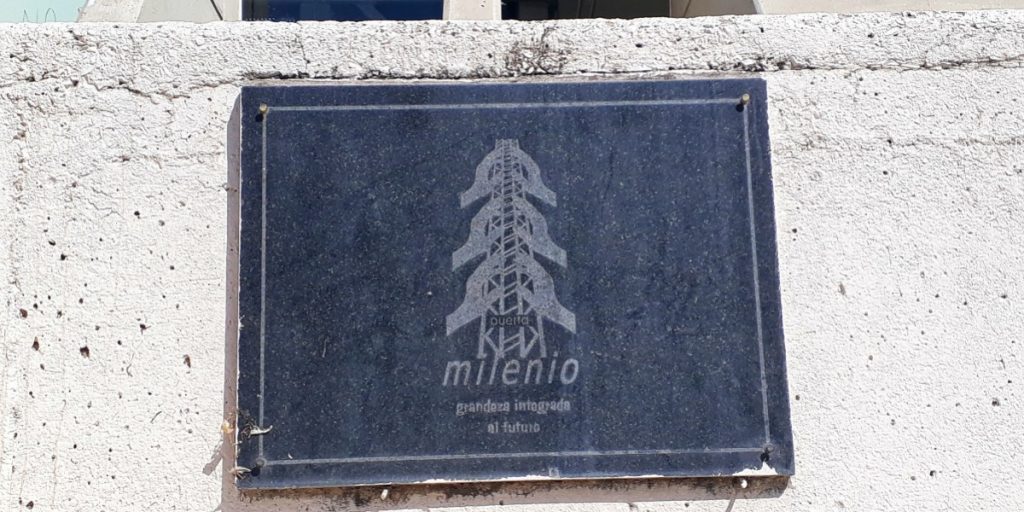 puerta
milenio
grandeza integrada
al futuro